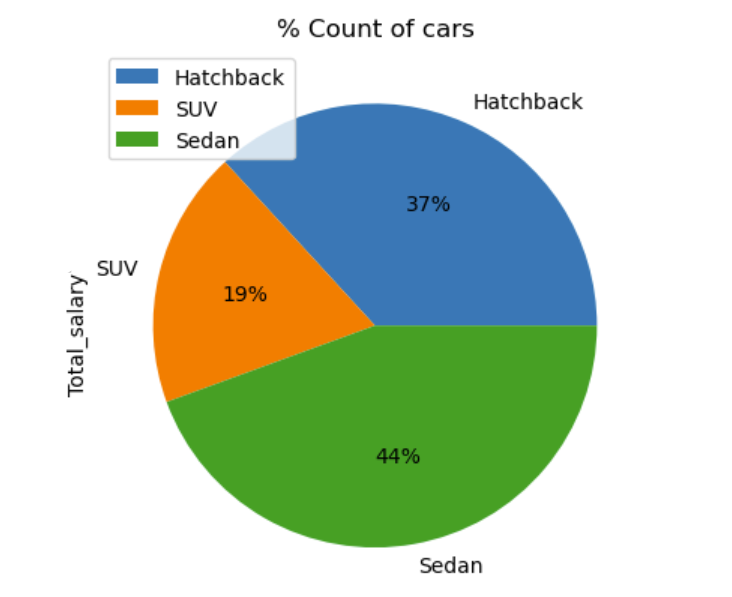 % Count of cars
Hatchback
SUV
Sedan
Hatchback
37%
SUV
19%
Total_salary
44%
Sedan